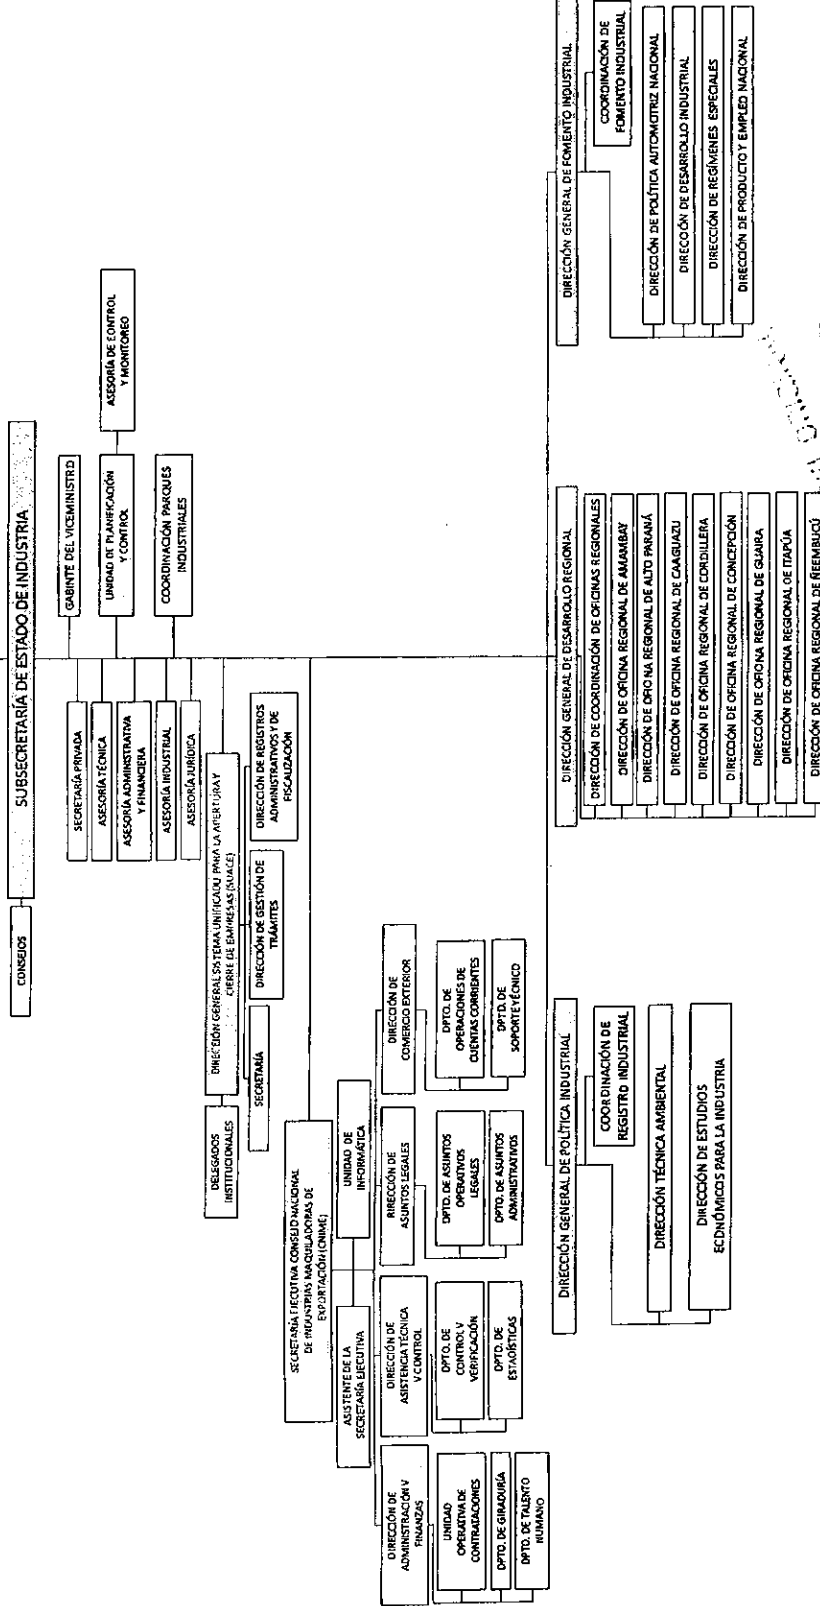 SUBSECRETARÍA DE ESTADO DE INDUSTRIA
CONSEJOS
GABINTE DEL VICEMINISTRO
SECRETARÍA PRIVADA
ASESORÍA TÉCNICA
UNIDAD DE PLANIFICACIÓN
Y CONTROL
ASESORÍA DE CONTROL
Y MONITOREO
ASESORÍA ADMINISTRATIVA
Y FINANCIERA
ASESORÍA INDUSTRIAL
COORDINACIÓN PARQUES
INDUSTRIALES
ASESORÍA JURÍDICA
DIRECCIÓN GENERAL SISTEMA UNIFICADO PARA LA APERTURA Y
CIERRE DE EMPRESAS (SUACE)
DELEGADOS
INSTITUCIONALES
SECRETARÍA
DIRECCIÓN DE GESTIÓN DE
TRÁMITES
DIRECCIÓN DE REGISTROS
ADMINISTRATIVOS Y DE
FISCALIZACIÓN
SECRETARÍA EJECUTIVA CONSEJO NACIONAL
DE INDUSTRIAS MAQUILADORAS DE
EXPORTACIÓN (CNIME)
ASISTENTE DE LA
SECRETARÍA EJECUTIVA
UNIDAD DE
INFORMÁTICA
DIRECCIÓN DE
ADMINISTRACIÓN V
FINANZAS
UNIDAD
OPERATIVA DE
CONTRATACIONES
DPTO. DE GIRADURÍA
DPTO. DE TALENTO
NUMANO
DIRECCIÓN DE
ASISTENCIA TÉCNICA
V CONTROL
DPTO. DE
CONTROL V
VERIFICACIÓN
DPTO. DE
ESTAOÍSTICAS
RIRECCIÓN DE
ASUNTOS LEGALES
DPTO. DE ASUNTOS
OPERATIVOS
LEGALES
DPTO. DE ASUNTOS
ADMINISTRATIVOS
DIRECCIÓN DE
COMERCIO EXTERIOR
DPTO. DE
OPERACIONES DE
CUENTAS CORRIENTES
DPTD. DE
SOPORTE YÉCNICO
DIRECCIÓN GENERAL DE POLÍTICA INDUSTRIAL
COORDINACIÓN DE
REGISTRO INDUSTRIAL
DIRECCIÓN TÉCNICA AMBIENTAL
DIRECCIÓN DE ESTUDIOS
ECDNÓMICOS PARA LA INDUSTRIA
DIRECCIÓN GENERAL DE DESARROLLO REGIONAL
DIRECCIÓN DE COORDINACIÓN DE OFICINAS REGIONALES
DIRECCIÓN DE OFICINA REGIONAL DE AMAMBAY
DIRECCIÓN DE OFICINA REGIONAL DE ALTO PARANÁ
DIRECCIÓN DE OFICINA REGIONAL DE CAAGUAZU
DIRECCIÓN DE OFICINA REGIONAL DE CORDILLERA
DIRECCIÓN DE OFICINA REGIONAL DE CONCEPCIÓN
DIRECCIÓN DE OFICINA REGIONAL DE GUAIRA
DIRECCIÓN DE OFICINA REGIONAL DE ITAPÚA
DIRECCIÓN DE OFICINA REGIONAL DE ÑEEMBUCÚ
DIRECCIÓN GENERAL DE FOMENTO INDUSTRIAL
COORDINACIÓN DE
FOMENTO INDUSTRIAL
DIRECCIÓN DE POLÍTICA AUTOMOTRIZ NACIONAL
DIRECCIÓN DE DESARROLLO INDUSTRIAL
DIRECCIÓN DE REGÍMENES ESPECIALES
DIRECCIÓN DE PRODUCTO Y EMPLEO NACIONAL